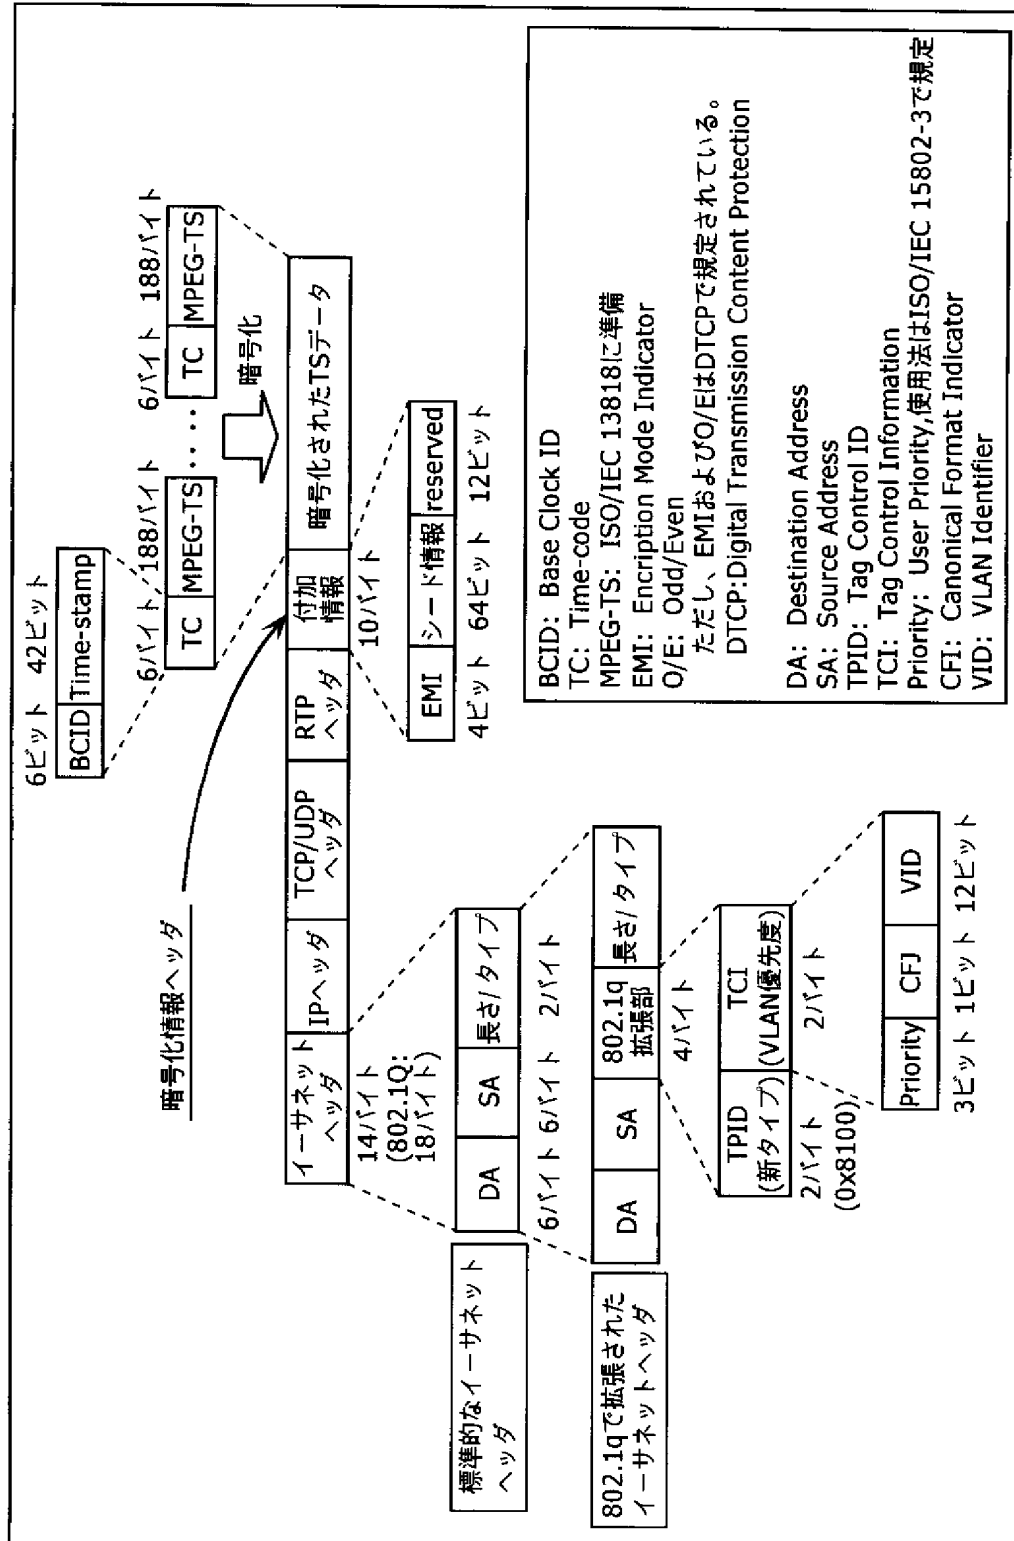 6ビット 42ビット
BCID Time-stamp
6バイト 188バイト 6バイト 188バイト
TC MPEG-TS ‥‥ TC MPEG-TS
暗号化
暗号化情報ヘッダ
イーサネット
ヘッダ
IPヘッダ
TCP/UDP
ヘッダ
RTP
ヘッダ
付加
情報
暗号化されたTSデータ
14バイト
(802.1Q:
18バイト)
10バイト
EMI シード情報 reserved
4ビット 64ビット 12ビット
標準的なイーサネット
ヘッダ
DA SA 長さ/タイプ
6バイト 6バイト 2バイト
802.1qで拡張された
イーサネットヘッダ
DA SA
802.1q
拡張部
長さ/タイプ
4バイト
TPID
(新タイプ)
TCI
(VLAN優先度)
2バイト
(0x8100)
2バイト
Priority CFJ VID
3ビット 1ビット 12ビット
BCID: Base Clock ID
TC: Time-code
MPEG-TS: ISO/IEC 13818に準備
EMI: Encription Mode Indicator
O/E: Odd/Even
ただし、EMIおよびO/EはDTCPで規定されている。
DTCP:Digital Transmission Content Protection
DA: Destination Address
SA: Source Address
TPID: Tag Control ID
TCI: Tag Control Information
Priority: User Priority,使用法はISO/IEC 15802-3で規定
CFI: Canonical Format Indicator
VID: VLAN Identifier